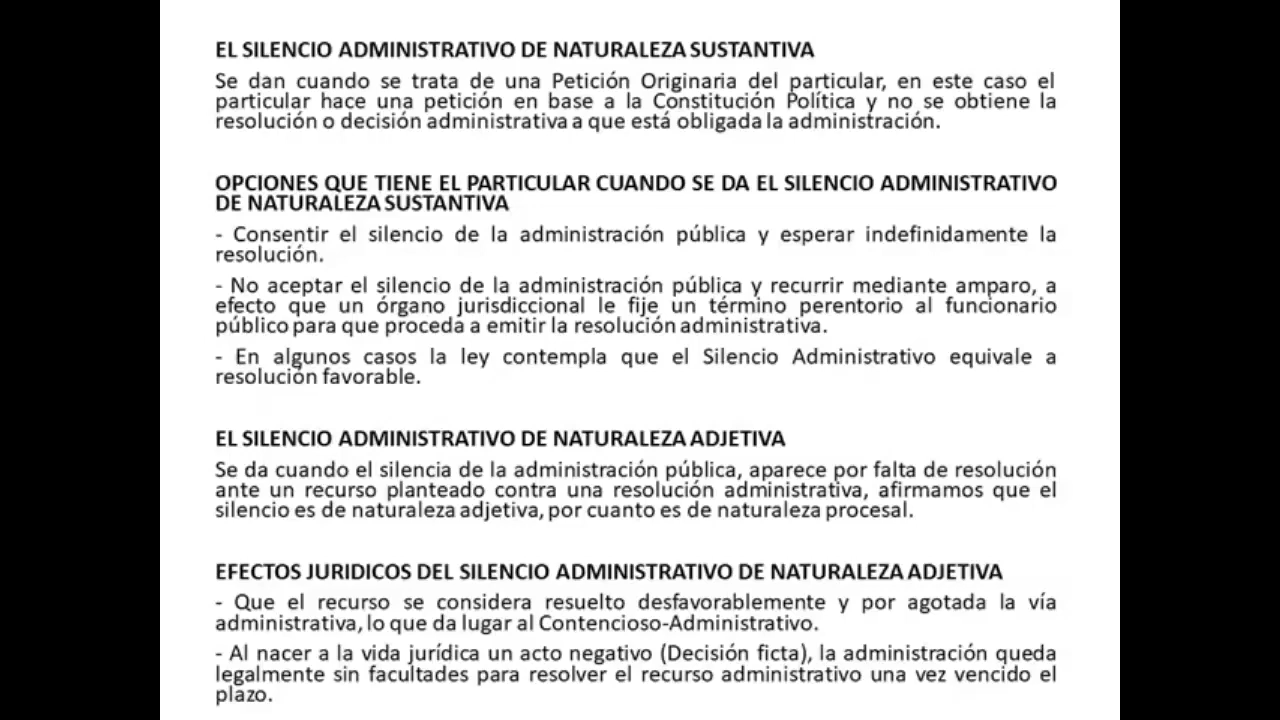 EL SILENCIO ADMINISTRATIVO DE NATURALEZA SUSTANTIVA
Se dan cuando se trata de una Petición Originaria del particular, en este caso el
particular hace una petición en base a la Constitución Política y no se obtiene la
resolución o decisión administrativa a que está obligada la administración.
OPCIONES QUE TIENE EL PARTICULAR CUANDO SE DA EL SILENCIO ADMINISTRATIVO
DE NATURALEZA SUSTANTIVA
- Consentir el silencio de la administración pública y esperar indefinidamente la
resolución.
- No aceptar el silencio de la administración pública y recurrir mediante amparo, a
efecto que un órgano jurisdiccional le fije un término perentorio al funcionario
público para que proceda a emitir la resolución administrativa.
- En algunos casos la ley contempla que el Silencio Administrativo equivale a
resolución favorable.
EL SILENCIO ADMINISTRATIVO DE NATURALEZA ADJETIVA
Se da cuando el silencia de la administración pública, aparece por falta de resolución
ante un recurso planteado contra una resolución administrativa, afirmamos que el
silencio es de naturaleza adjetiva, por cuanto es de naturaleza procesal.
EFECTOS JURIDICOS DEL SILENCIO ADMINISTRATIVO DE NATURALEZA ADJETIVA
- Que el recurso se considera resuelto desfavorablemente y por agotada la vía
administrativa, lo que da lugar al Contencioso-Administrativo.
- Al nacer a la vida jurídica un acto negativo (Decisión ficta), la administración queda
legalmente sin facultades para resolver el recurso administrativo una vez vencido el
plazo.